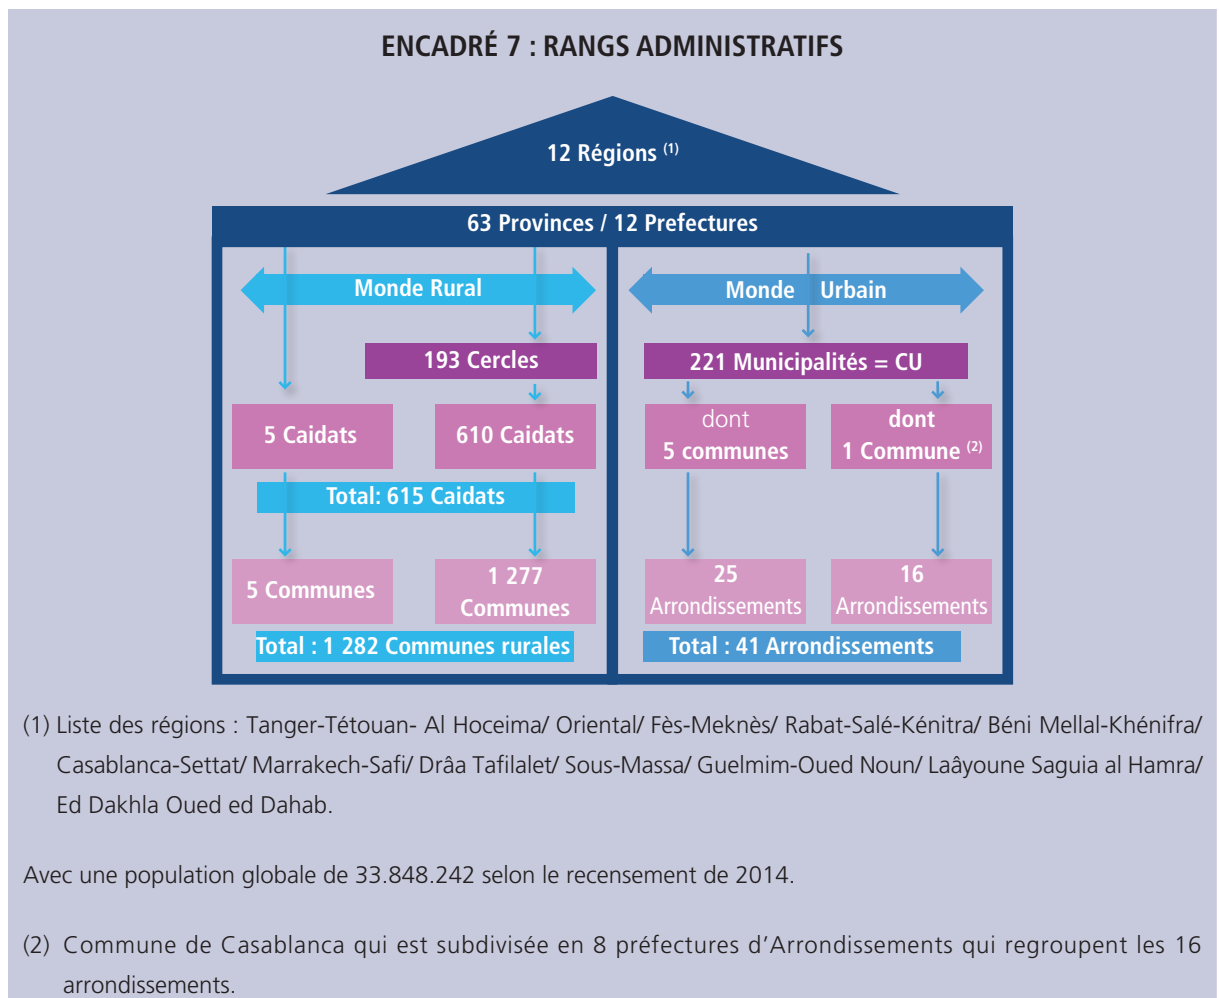 ENCADRÉ 7 : RANGS ADMINISTRATIFS
12 Régions (1)
63 Provinces / 12 Prefectures
Monde Rural
Monde Urbain
193 Cercles
221 Municipalités = CU
5 Caidats
610 Caidats
dont
5 communes
dont
1 Commune (2)
Total: 615 Caidats
5 Communes
1 277
Communes
25
Arrondissements
16
Arrondissements
Total : 1 282 Communes rurales
Total : 41 Arrondissements
(1) Liste des régions : Tanger-Tétouan- Al Hoceima/ Oriental/ Fès-Meknès/ Rabat-Salé-Kénitra/ Béni Mellal-Khénifra/
Casablanca-Settat/ Marrakech-Safi/ Drâa Tafilalet/ Sous-Massa/ Guelmim-Oued Noun/ Laâyoune Saguia al Hamra/
Ed Dakhla Oued ed Dahab.
Avec une population globale de 33.848.242 selon le recensement de 2014.
(2) Commune de Casablanca qui est subdivisée en 8 préfectures d’Arrondissements qui regroupent les 16
arrondissements.